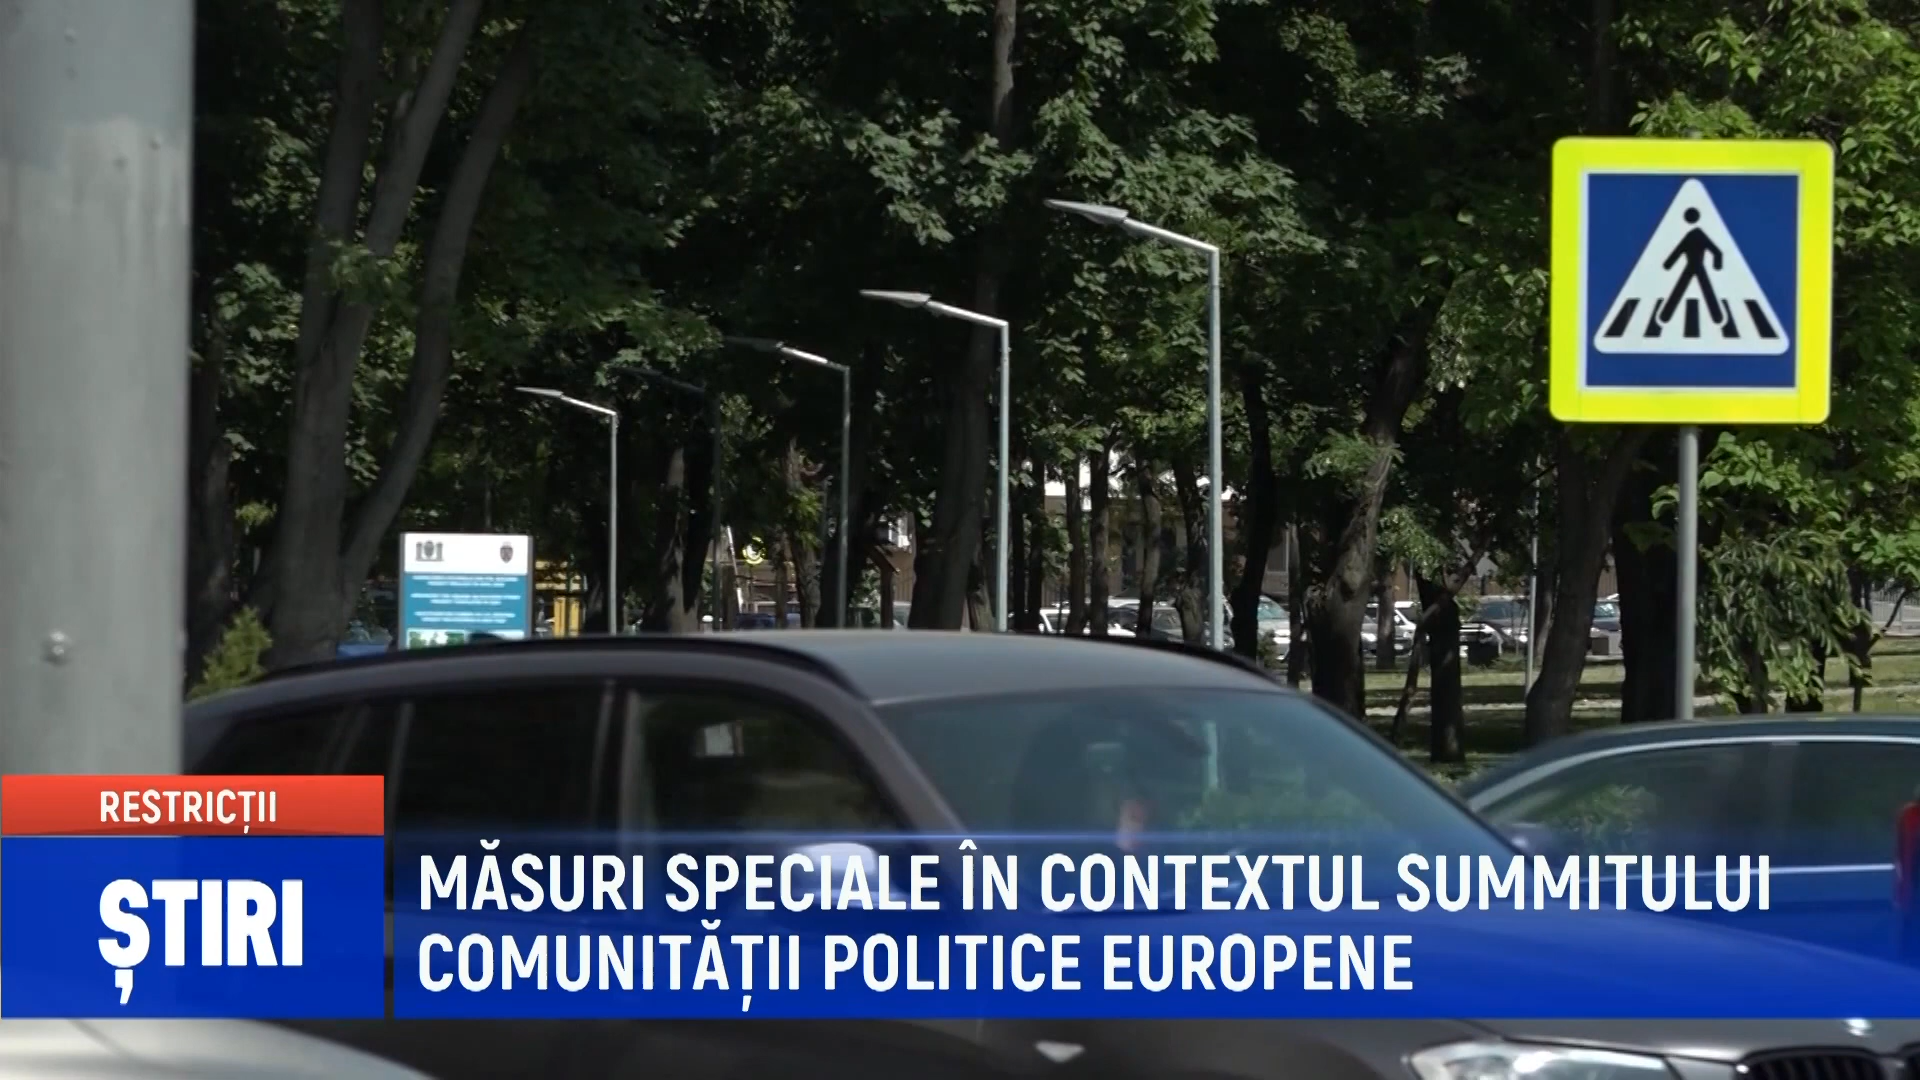 RESTRICȚII
ȘTIRI
MĂSURI SPECIALE ÎN CONTEXTUL SUMMITULUI
COMUNITĂȚII POLITICE EUROPENE